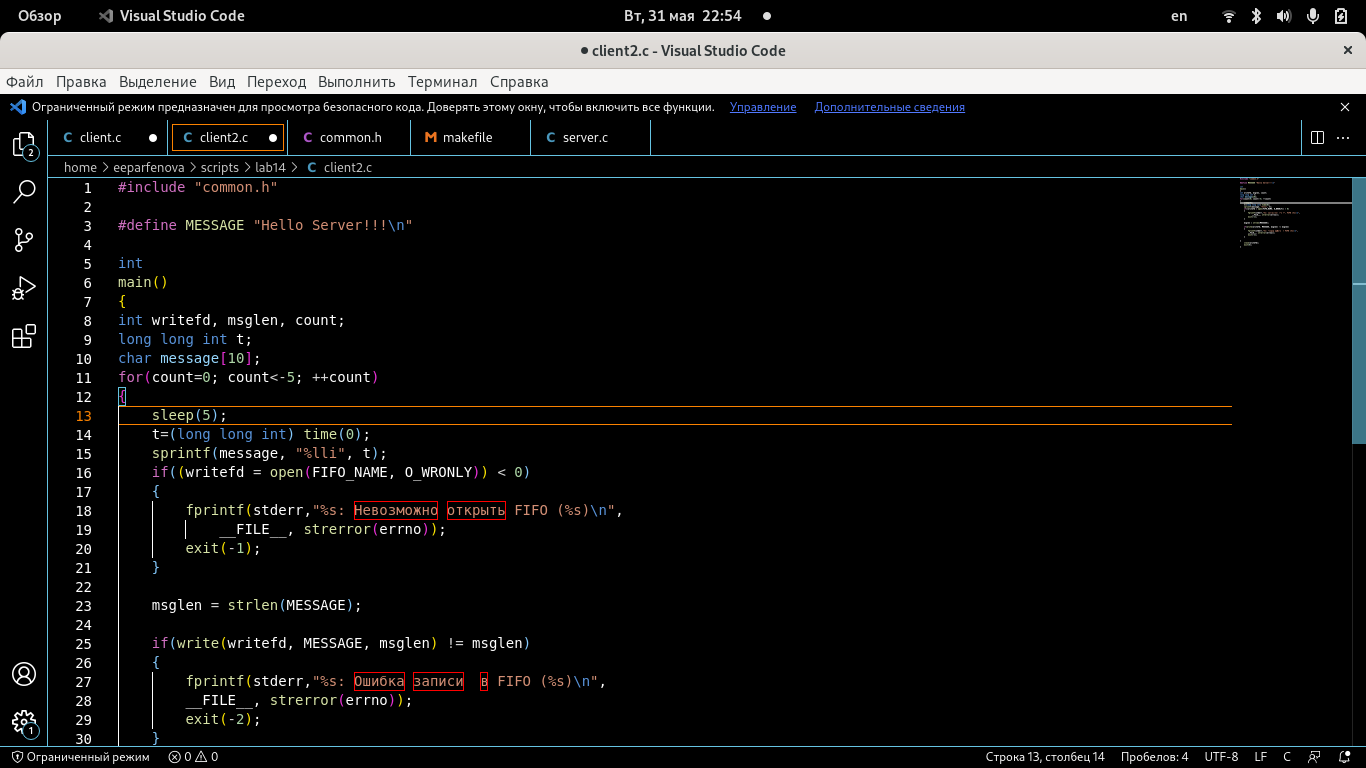 Обзор Visual Studio Code Вт, 31 мая 22:54 en
client2.c - Visual Studio Code ×
Файл Правка Выделение Вид Переход Выполнить Терминал Справка
Ограниченный режим предназначен для просмотра безопасного кода. Доверять этому окну, чтобы включить все функции. Управление Дополнительные сведения
client.c client2.c common.h makefile server.c
home > eeparfenova > scripts > lab14 > C client2.c
1 #include "common.h"
2
3 #define MESSAGE "Hello Server!!!\n"
4
5 int
6 main()
7 {
8 int writefd, msglen, count;
9 long long int t;
10 char message[10];
11 for(count=0; count<-5; ++count)
12 {
13 sleep(5);
14 t=(long long int) time(0);
15 sprintf(message, "%lli", t);
16 if((writefd = open(FIFO_NAME, O_WRONLY)) < 0)
17 {
18 fprintf(stderr,"%s: Невозможно открыть FIFO (%s)\n",
19 __FILE__, strerror(errno));
20 exit(-1);
21 }
22
23 msglen = strlen(MESSAGE);
24
25 if(write(writefd, MESSAGE, msglen) != msglen)
26 {
27 fprintf(stderr,"%s: Ошибка записи в FIFO (%s)\n",
28 __FILE__, strerror(errno));
29 exit(-2);
30 }
Ограниченный режим 0 0 Строка 13, столбец 14 Пробелов: 4 UTF-8 LF C